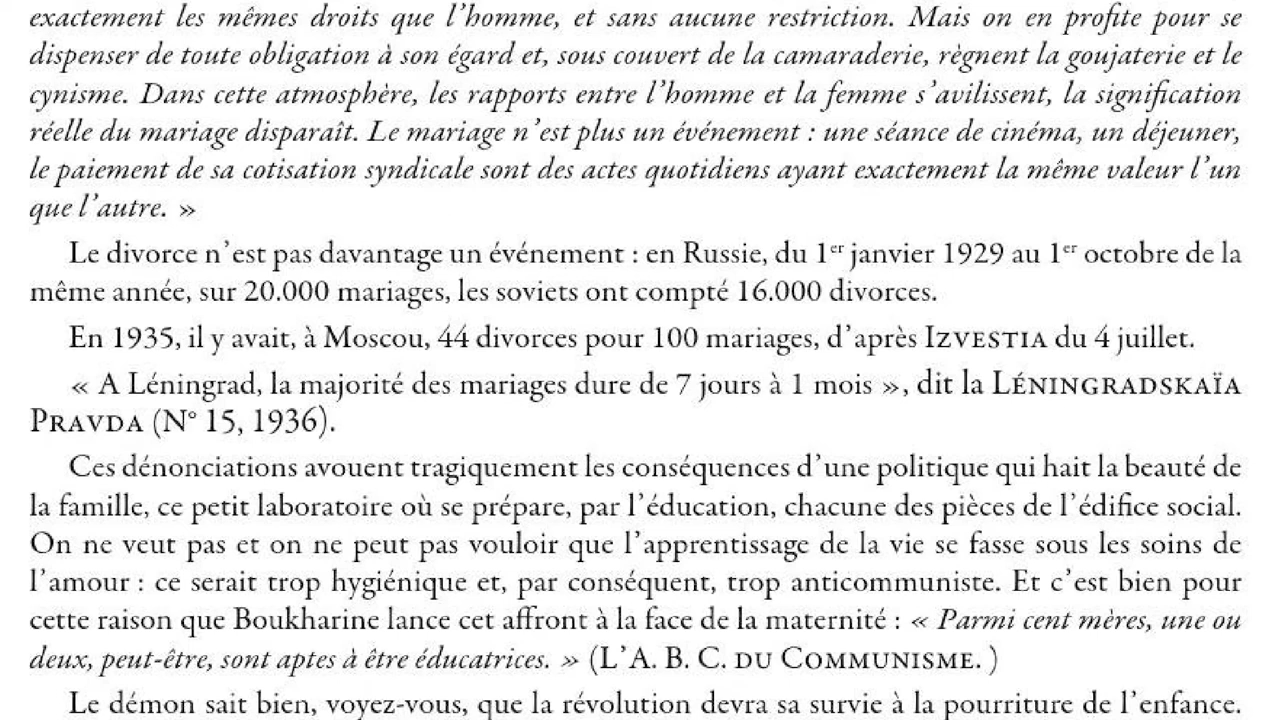 exactement les mêmes droits que l’homme, et sans aucune restriction. Mais on en profite pour se
dispenser de toute obligation à son égard et, sous couvert de la camaraderie, règnent la goujaterie et le
cynisme. Dans cette atmosphère, les rapports entre l’homme et la femme s’avilissent, la signification
réelle du mariage disparaît. Le mariage n’est plus un événement : une séance de cinéma, un déjeuner,
le paiement de sa cotisation syndicale sont des actes quotidiens ayant exactement la même valeur l’un
que l’autre. »
Le divorce n’est pas davantage un événement : en Russie, du 1er janvier 1929 au 1er octobre de la
même année, sur 20.000 mariages, les soviets ont compté 16.000 divorces.
En 1935, il y avait, à Moscou, 44 divorces pour 100 mariages, d’après IZVESTIA du 4 juillet.
« A Léningrad, la majorité des mariages dure de 7 jours à 1 mois », dit la LÉNINGRADSKAÏA
PRAVDA (N° 15, 1936).
Ces dénonciations avouent tragiquement les conséquences d’une politique qui hait la beauté de
la famille, ce petit laboratoire où se prépare, par l’éducation, chacune des pièces de l’édifice social.
On ne veut pas et on ne peut pas vouloir que l’apprentissage de la vie se fasse sous les soins de
l’amour : ce serait trop hygiénique et, par conséquent, trop anticommuniste. Et c’est bien pour
cette raison que Boukharine lance cet affront à la face de la maternité : « Parmi cent mères, une ou
deux, peut-être, sont aptes à être éducatrices. » (L’A. B. C. DU COMMUNISME. )
Le démon sait bien, voyez-vous, que la révolution devra sa survie à la pourriture de l’enfance.